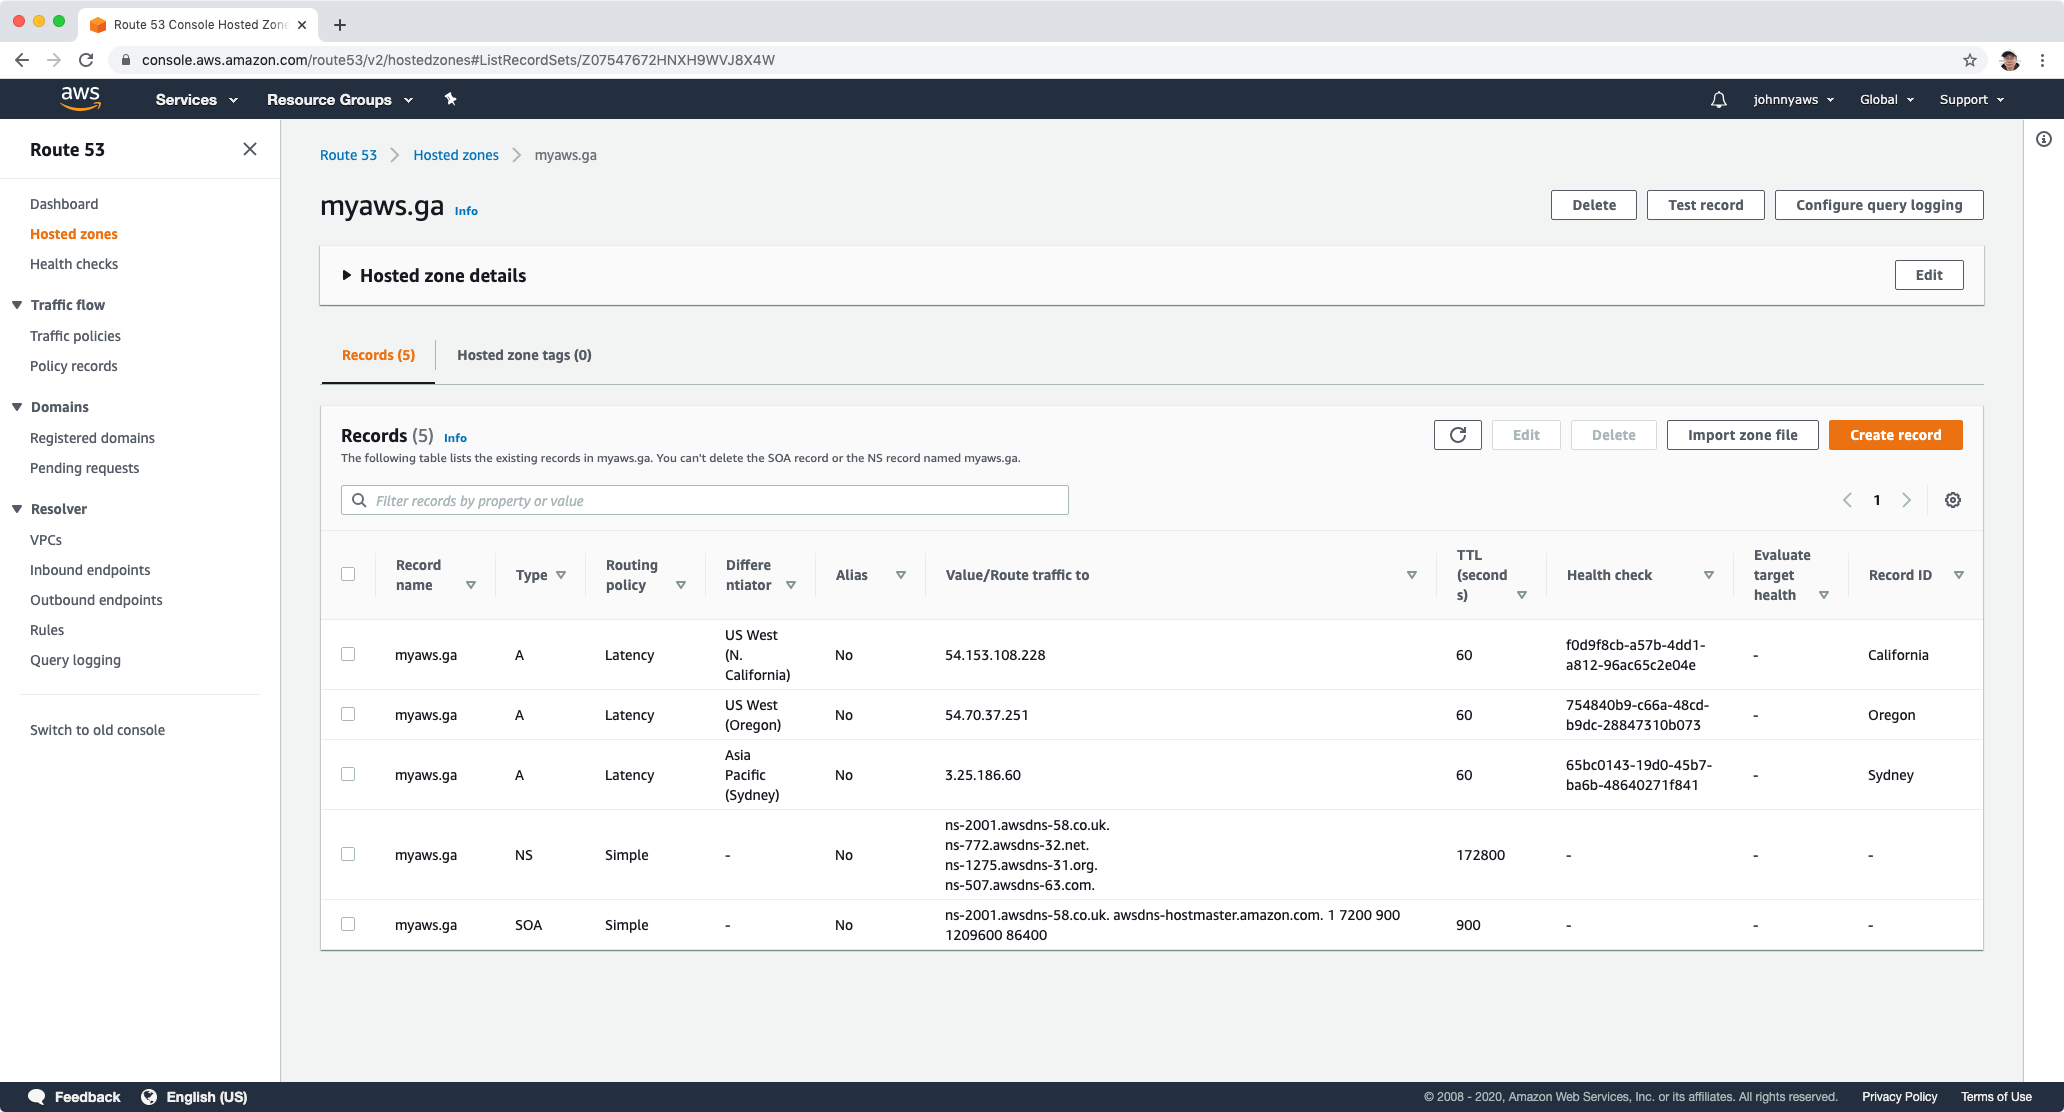 Route 53 Console Hosted Zone
console.aws.amazon.com/route53/v2/hostedzones#ListRecordSets/Z07547672HNXH9WVJ8X4W
aws
Services
Resource Groups
johnnyaws
Global
Support
Route 53
Dashboard
Hosted zones
Health checks
Traffic flow
Traffic policies
Policy records
Domains
Registered domains
Pending requests
Resolver
VPCs
Inbound endpoints
Outbound endpoints
Rules
Query logging
Switch to old console
Route 53
Hosted zones
myaws.ga
myaws.ga Info
Delete
Test record
Configure query logging
Hosted zone details
Edit
Records (5)
Hosted zone tags (0)
Records (5) Info
The following table lists the existing records in myaws.ga. You can't delete the SOA record or the NS record named myaws.ga.
Edit
Delete
Import zone file
Create record
Filter records by property or value
1
Record
name
Type
Routing
policy
Differe
ntiator
Alias
Value/Route traffic to
TTL
(second
s)
Health check
Evaluate
target
health
Record ID
myaws.ga
A
Latency
US West
(N.
California)
No
54.153.108.228
60
f0d9f8cb-a57b-4dd1-
a812-96ac65c2e04e
-
California
myaws.ga
A
Latency
US West
(Oregon)
No
54.70.37.251
60
754840b9-c66a-48cd-
b9dc-28847310b073
-
Oregon
myaws.ga
A
Latency
Asia
Pacific
(Sydney)
No
3.25.186.60
60
65bc0143-19d0-45b7-
ba6b-48640271f841
-
Sydney
myaws.ga
NS
Simple
-
No
ns-2001.awsdns-58.co.uk.
ns-772.awsdns-32.net.
ns-1275.awsdns-31.org.
ns-507.awsdns-63.com.
172800
-
-
-
myaws.ga
SOA
Simple
-
No
ns-2001.awsdns-58.co.uk. awsdns-hostmaster.amazon.com. 1 7200 900
1209600 86400
900
-
-
-
Feedback
English (US)
© 2008 - 2020, Amazon Web Services, Inc. or its affiliates. All rights reserved.
Privacy Policy
Terms of Use